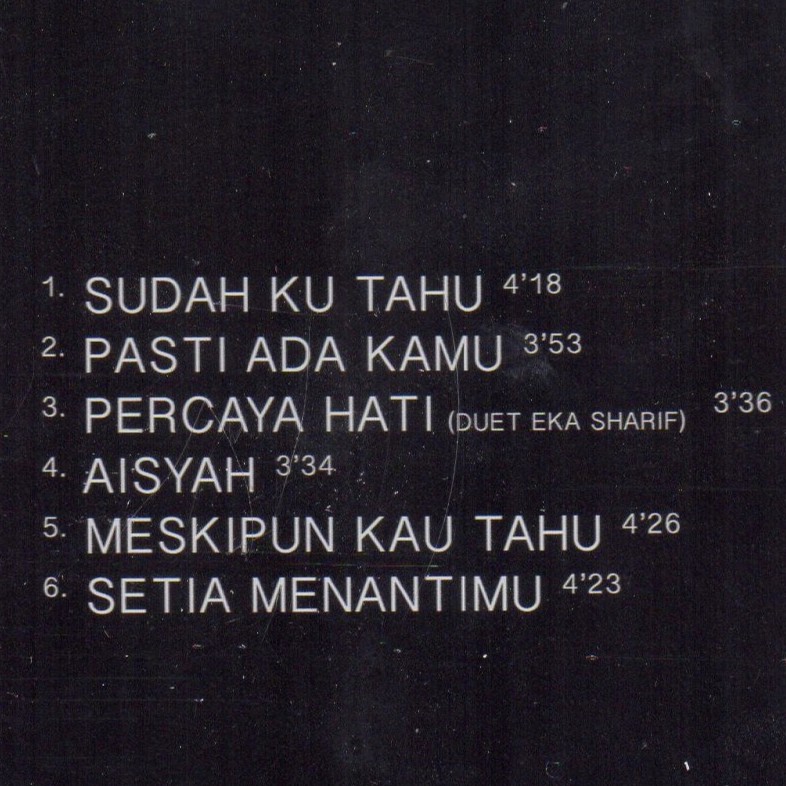 1. SUDAH KU TAHU 4'18
2. PASTI ADA KAMU 3'53
3. PERCAYA HATI (DUET EKA SHARIF) 3'36
4. AISYAH 3'34
5. MESKIPUN KAU TAHU 4'26
6. SETIA MENANTIMU 4'23